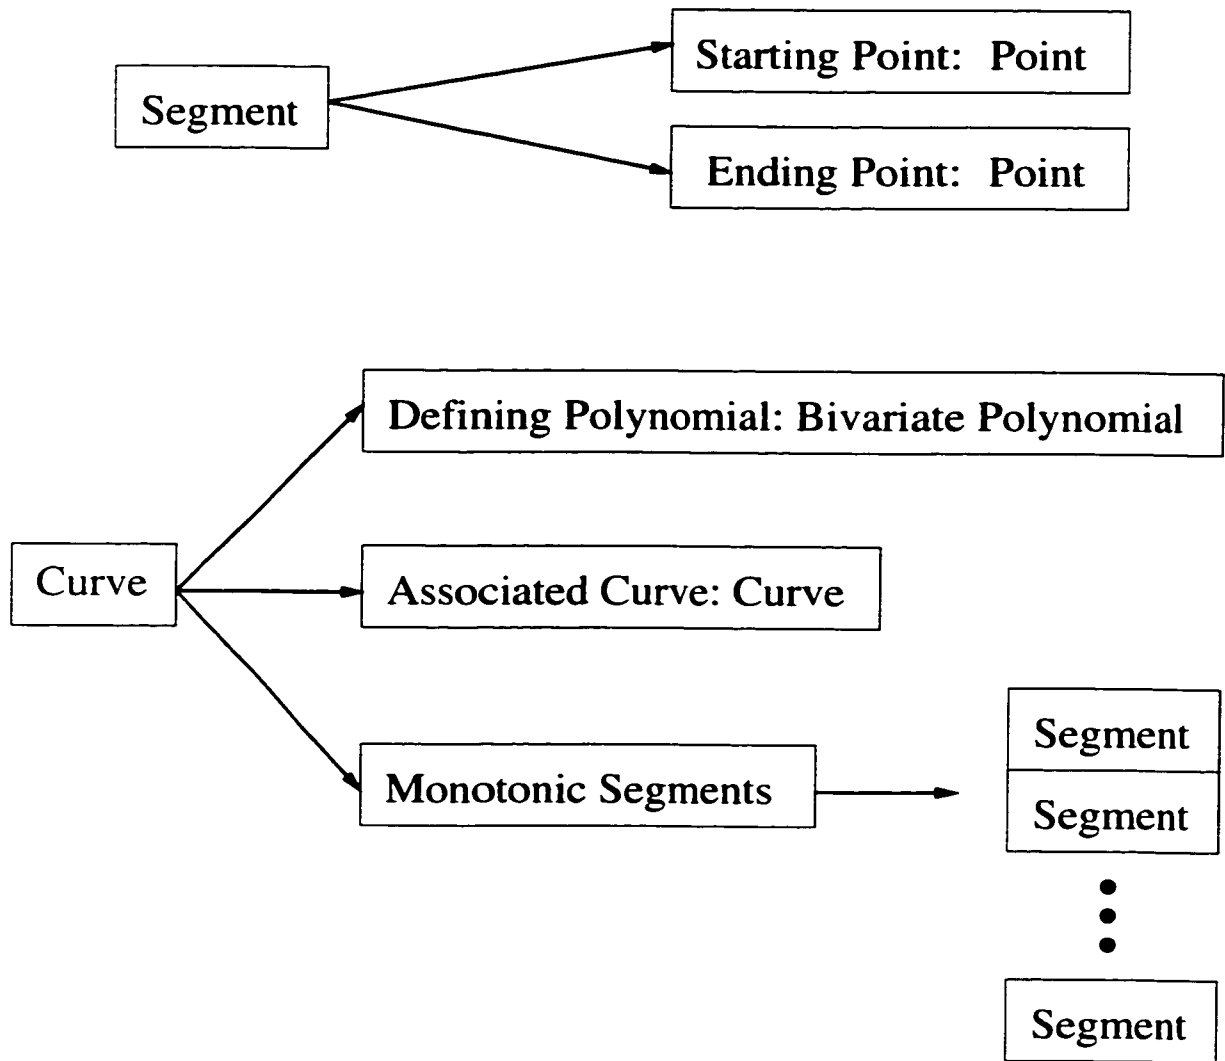 Starting Point: Point
Segment
Ending Point: Point
Defining Polynomial: Bivariate Polynomial
Curve
Associated Curve: Curve
Monotonic Segments
Segment
Segment
Segment